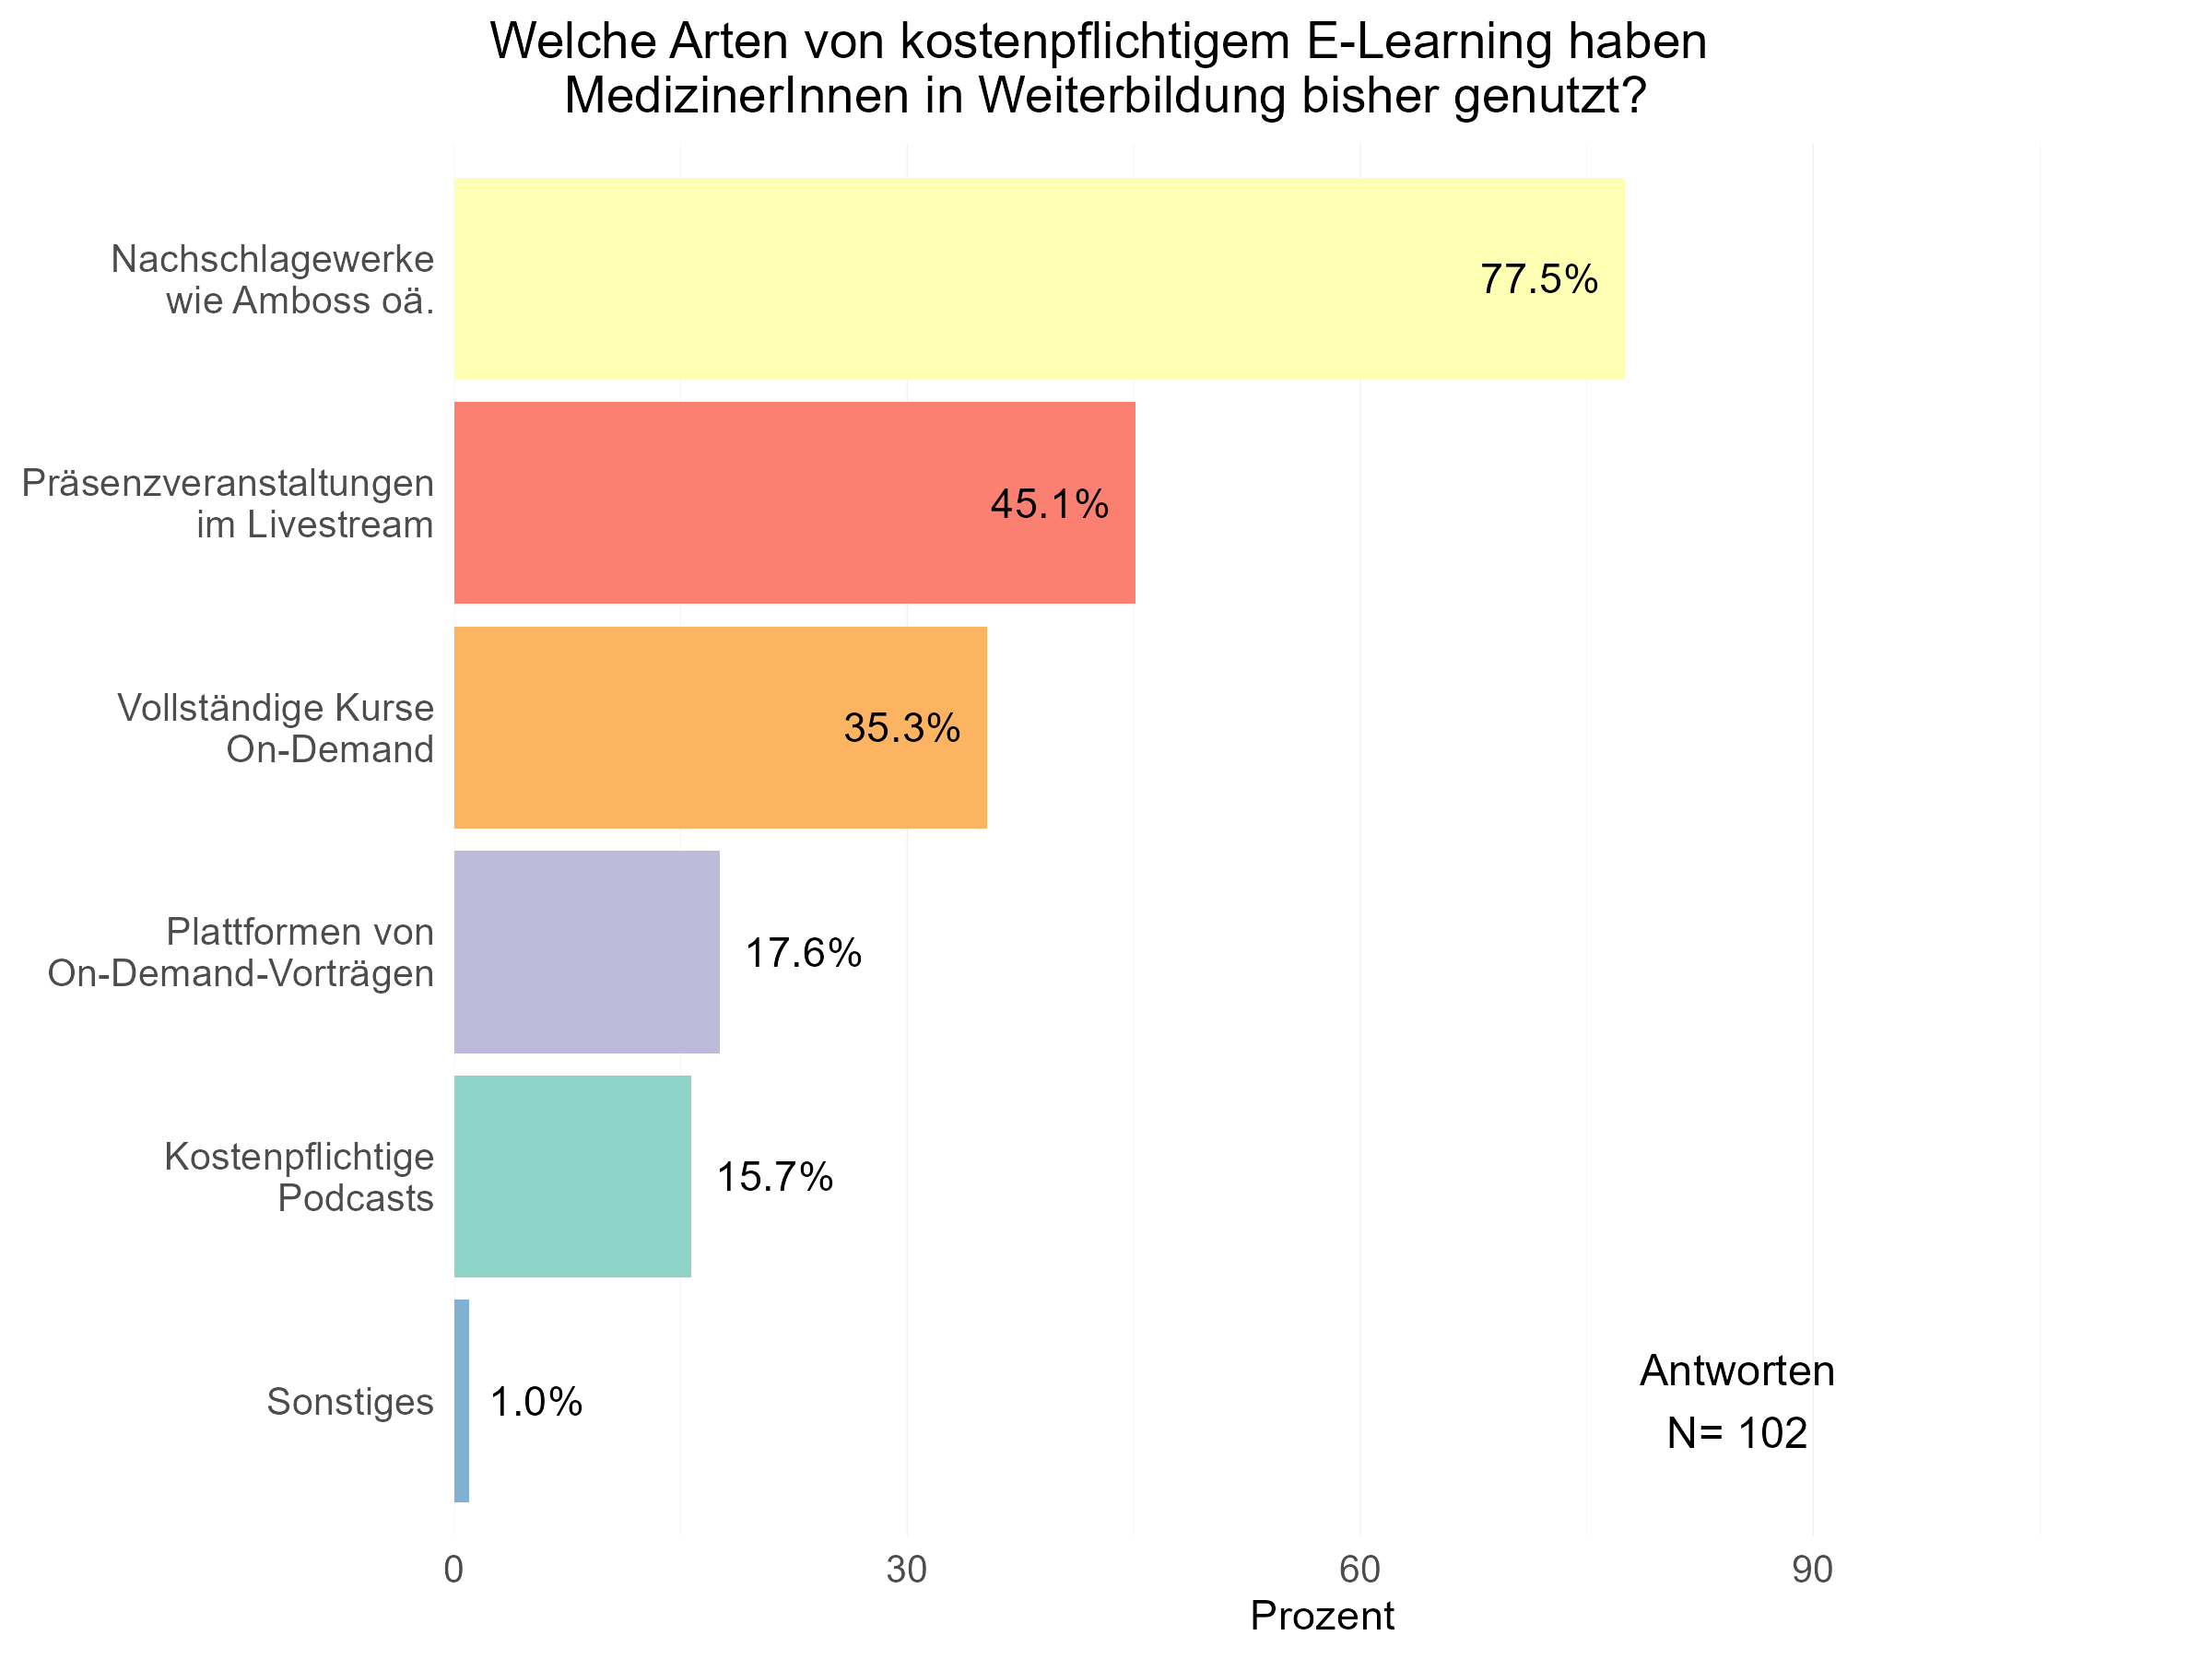 Welche Arten von kostenpflichtigem E-Learning haben
MedizinerInnen in Weiterbildung bisher genutzt?
Nachschlagewerke
wie Amboss oä.
77.5%
Präsenzveranstaltungen
im Livestream
45.1%
Vollständige Kurse
On-Demand
35.3%
Plattformen von
On-Demand-Vorträgen
17.6%
Kostenpflichtige
Podcasts
15.7%
Sonstiges
1.0%
Antworten
N= 102
0 30 60 90
Prozent